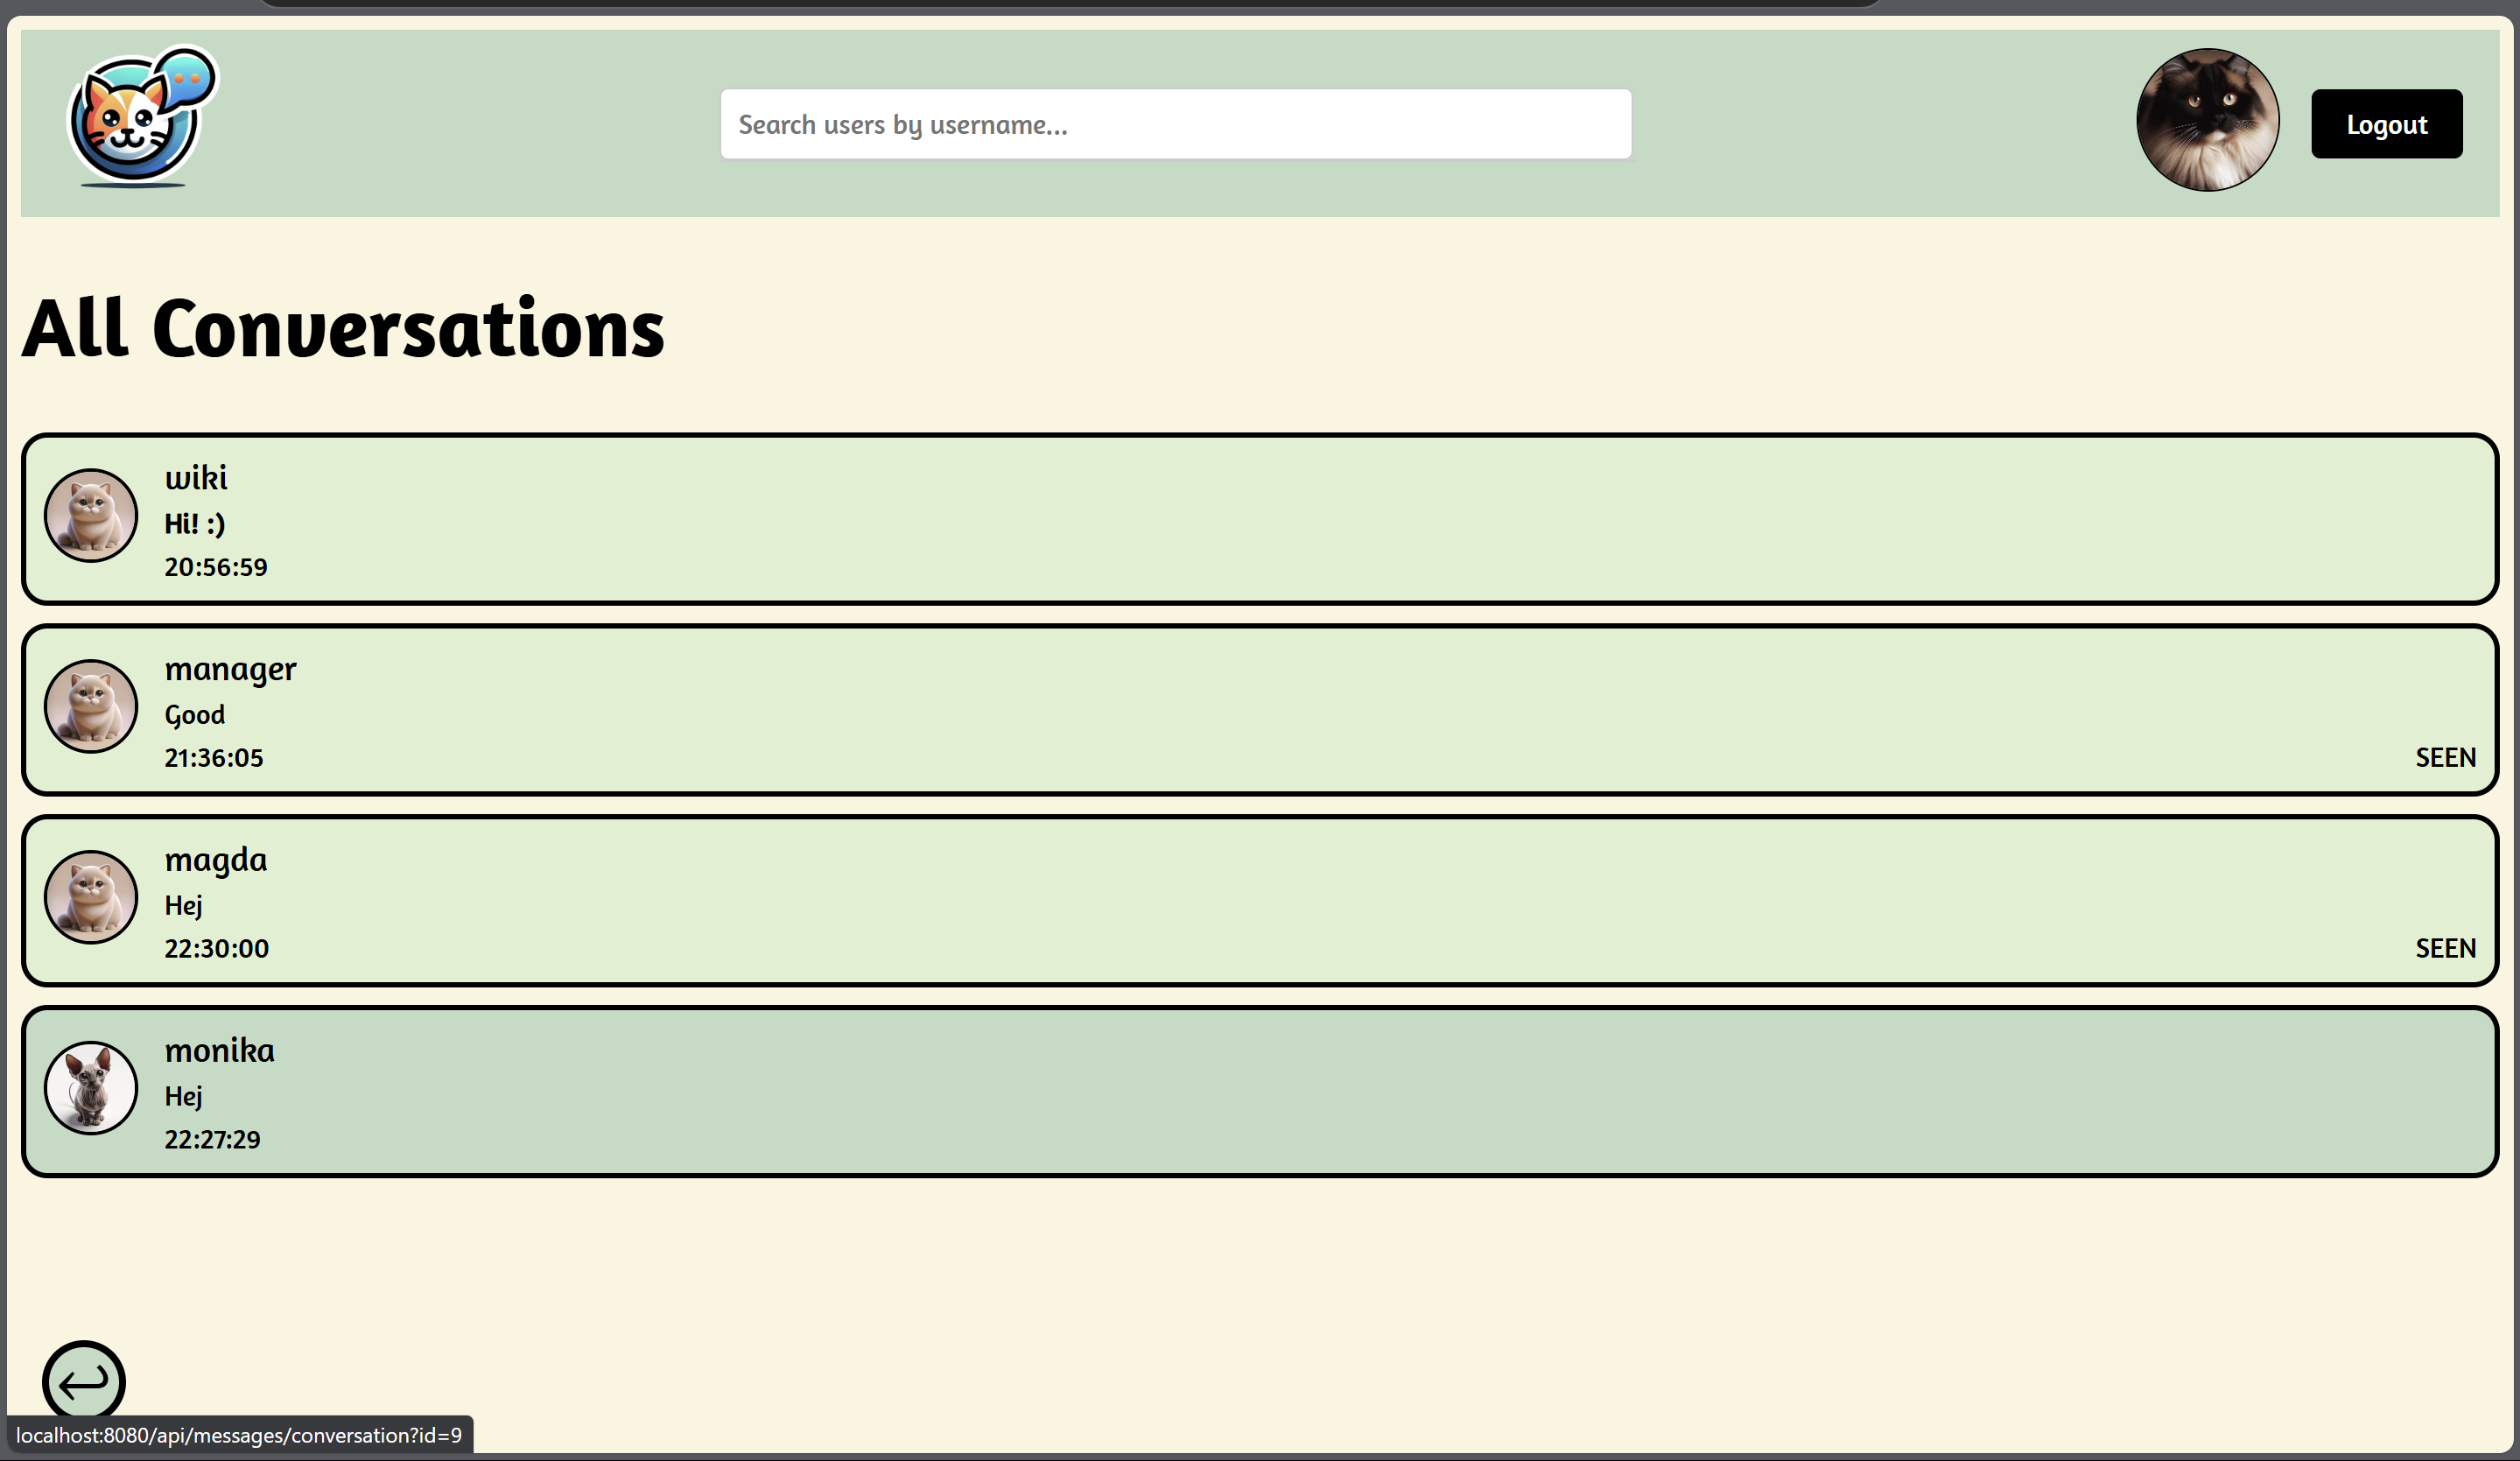 Search users by username...
Logout
All Conversations
wiki
Hi! :)
20:56:59
manager
Good
21:36:05
SEEN
magda
Hej
22:30:00
SEEN
monika
Hej
22:27:29
localhost:8080/api/messages/conversation?id=9